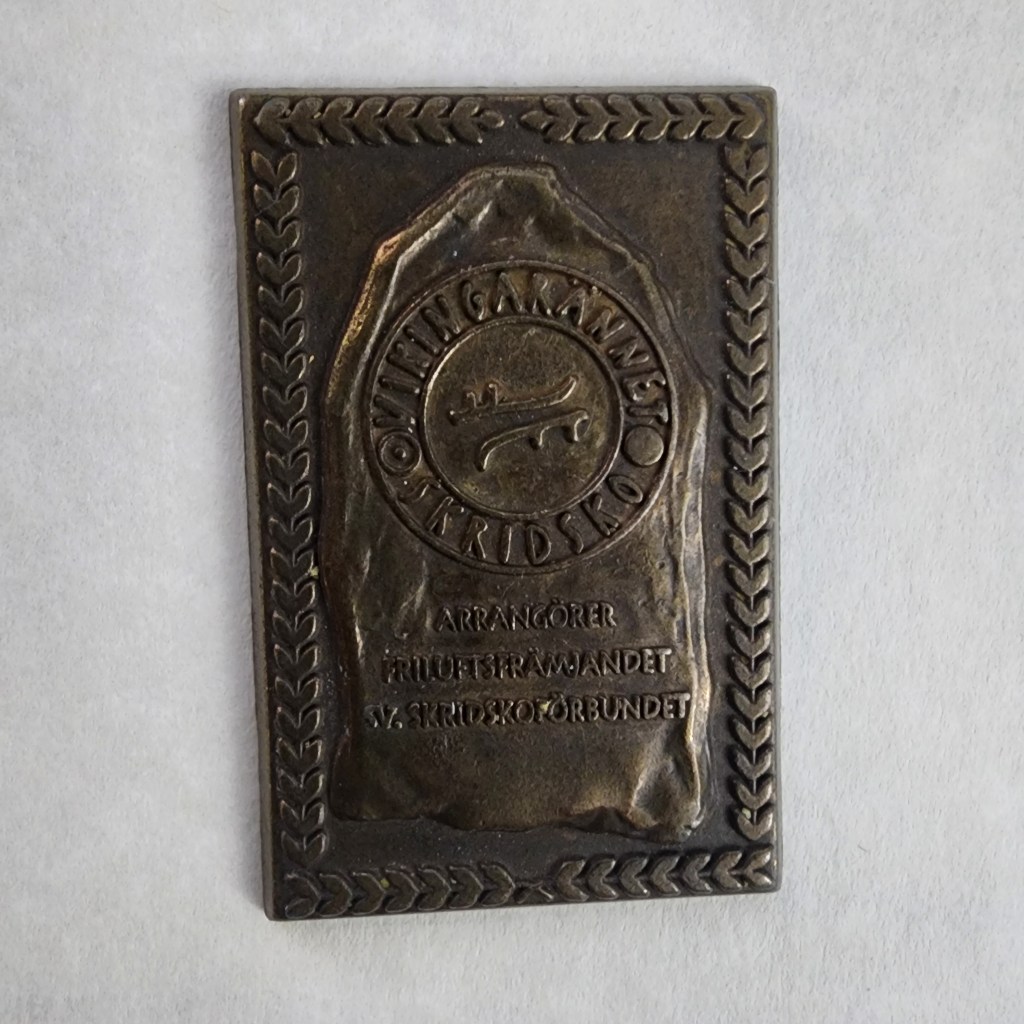 VIKINGARÄNNET
SKRIDSKO
ARRANGÖRER
FRILUFTSFRÄMJANDET
SV. SKRIDSKOFÖRBUNDET